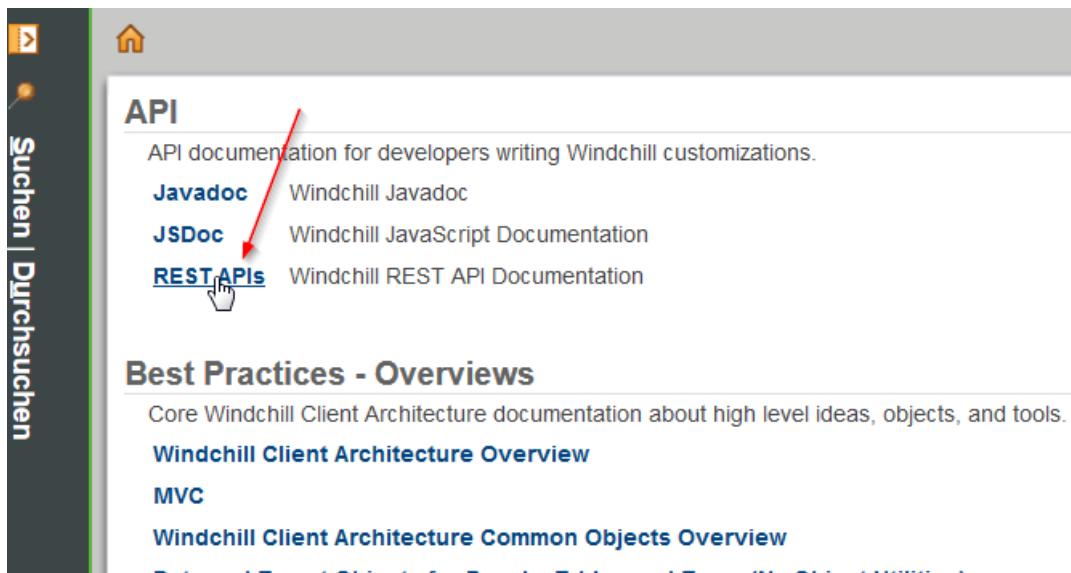 Suchen | Durchsuchen
API
API documentation for developers writing Windchill customizations.
Javadoc Windchill Javadoc
JSDoc Windchill JavaScript Documentation
REST APIs Windchill REST API Documentation
Best Practices - Overviews
Core Windchill Client Architecture documentation about high level ideas, objects, and tools.
Windchill Client Architecture Overview
MVC
Windchill Client Architecture Common Objects Overview